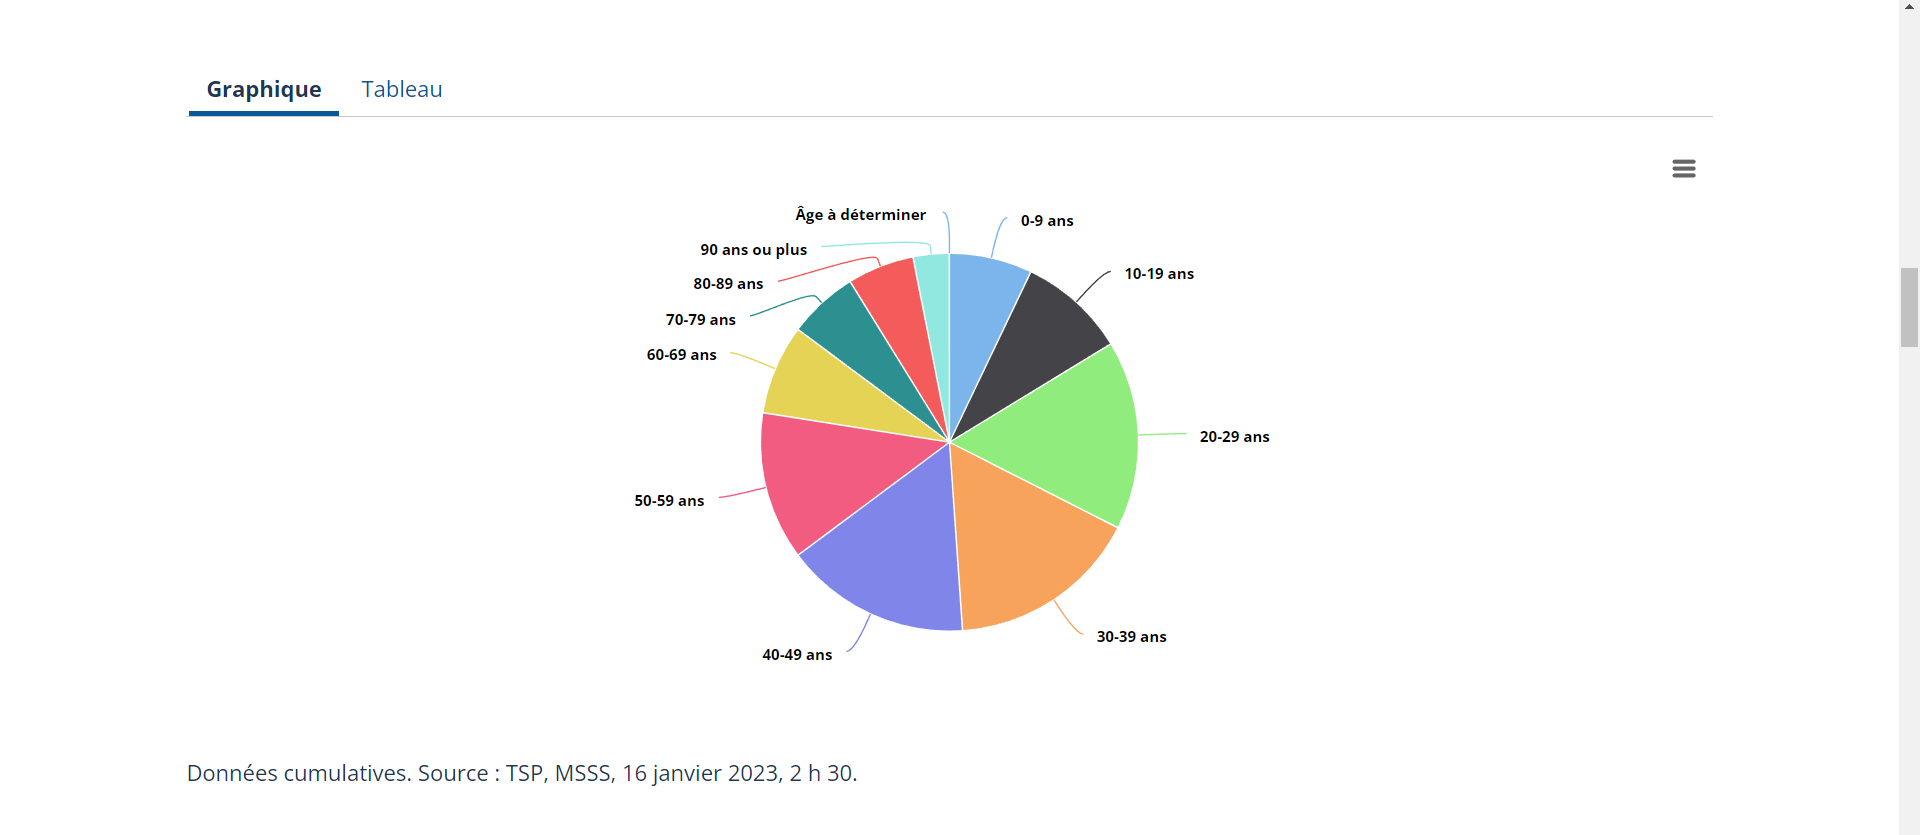 Graphique
Tableau
Âge à déterminer
0-9 ans
90 ans ou plus
10-19 ans
80-89 ans
70-79 ans
60-69 ans
20-29 ans
50-59 ans
30-39 ans
40-49 ans
Données cumulatives. Source : TSP, MSSS, 16 janvier 2023, 2 h 30.